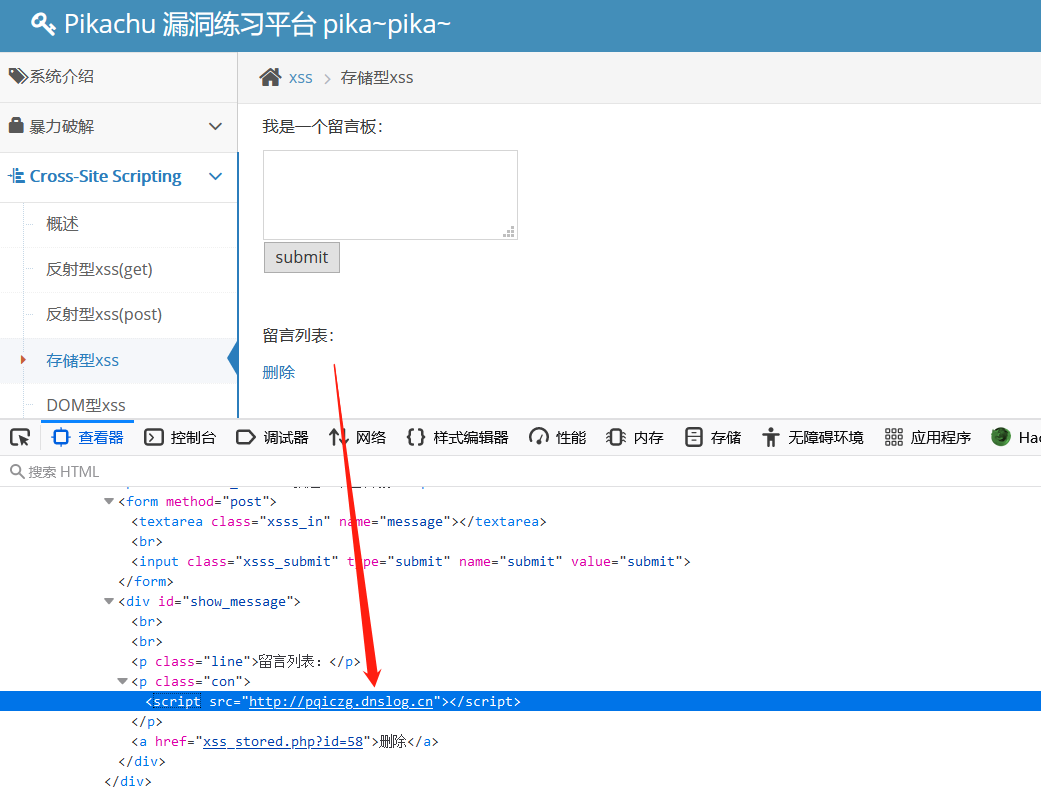 Pikachu 漏洞练习平台 pika~pika~
系统介绍
xss > 存储型xss
暴力破解
我是一个留言板：
Cross-Site Scripting
概述
反射型xss(get)
submit
反射型xss(post)
留言列表：
存储型xss
删除
DOM型xss
查看器 控制台 调试器 网络 {} 样式编辑器 性能 内存 存储 无障碍环境 应用程序 Hac
搜索 HTML
<form method="post">
<textarea class="xsss_in" name="message"></textarea>
<br>
<input class="xsss_submit" type="submit" name="submit" value="submit">
</form>
<div id="show_message">
<br>
<br>
<p class="line">留言列表：</p>
<p class="con">
<script src="http://pqiczg.dnslog.cn"></script>
</p>
<a href="xss_stored.php?id=58">删除</a>
</div>
</div>